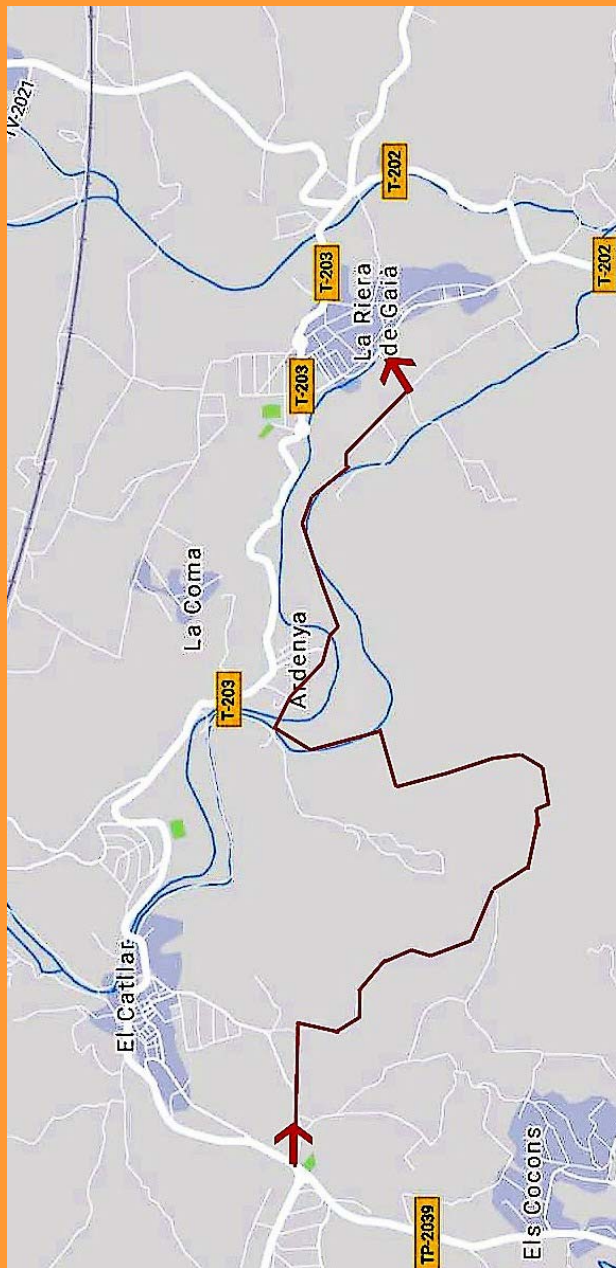 TV-2021
El Catllar
La Coma
T-203
Ardenya
T-203
T-203
La Riera
de Gaià
T-202
TP-2039
Els Cocons
T-202